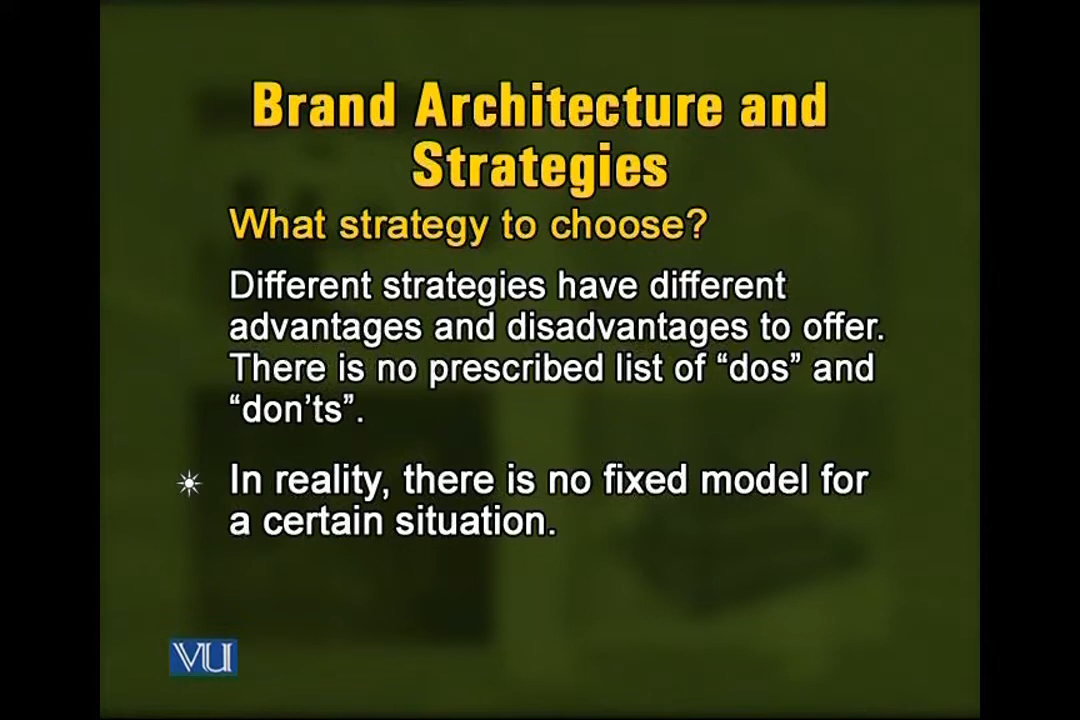 Brand Architecture and
Strategies
What strategy to choose?
Different strategies have different
advantages and disadvantages to offer.
There is no prescribed list of “dos” and
“don’ts”.
In reality, there is no fixed model for
a certain situation.
VU